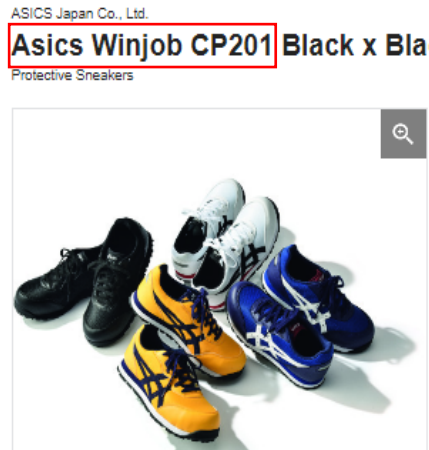 ASICS Japan Co., Ltd.
Asics Winjob CP201 Black x Bla
Protective Sneakers